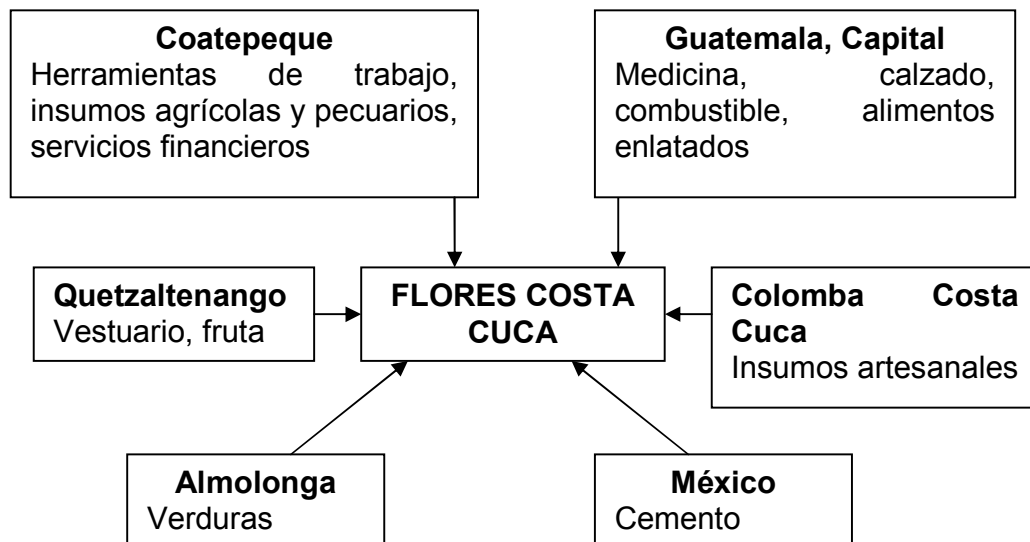 Coatepeque
Herramientas de trabajo,
insumos agrícolas y pecuarios,
servicios financieros
Guatemala, Capital
Medicina, calzado,
combustible, alimentos
enlatados
Quetzaltenango
Vestuario, fruta
FLORES COSTA
CUCA
Colomba Costa
Cuca
Insumos artesanales
Almolonga
Verduras
México
Cemento